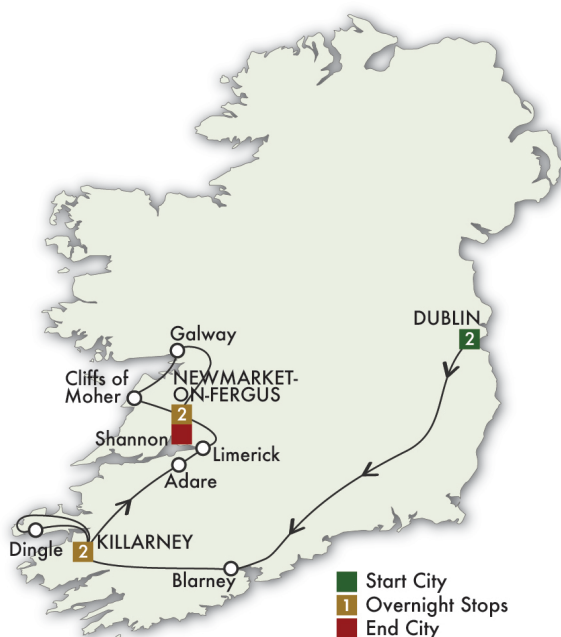 DUBLIN
2
Galway
Cliffs of
Moher
NEWMARKET-
ON-FERGUS
2
Shannon
Limerick
Adare
Dingle
2
KILLARNEY
Blarney
Start City
1 Overnight Stops
End City